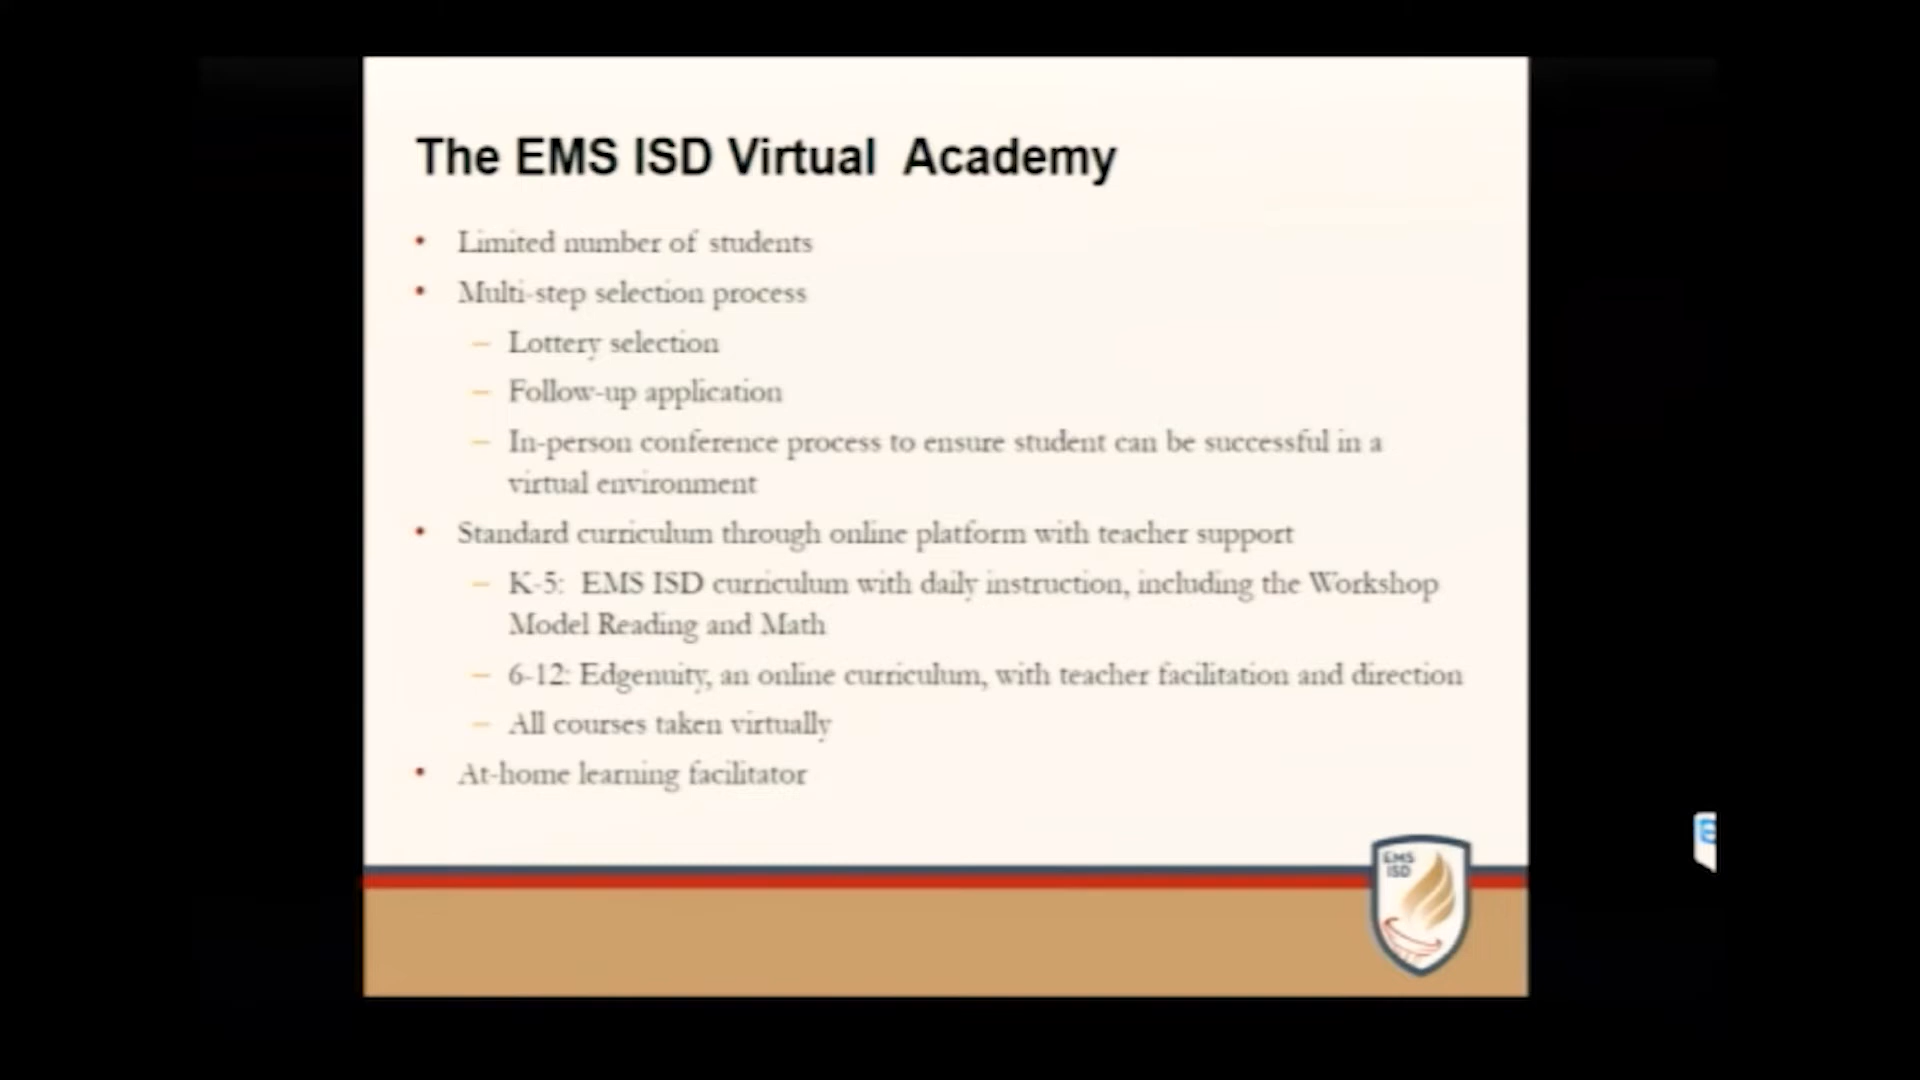 The EMS ISD Virtual Academy
• Limited number of students
• Multi-step selection process
– Lottery selection
– Follow-up application
– In-person conference process to ensure student can be successful in a
virtual environment
• Standard curriculum through online platform with teacher support
– K-5: EMS ISD curriculum with daily instruction, including the Workshop
Model Reading and Math
– 6-12: Edgenuity, an online curriculum, with teacher facilitation and direction
– All courses taken virtually
• At-home learning facilitator
EMS
ISD